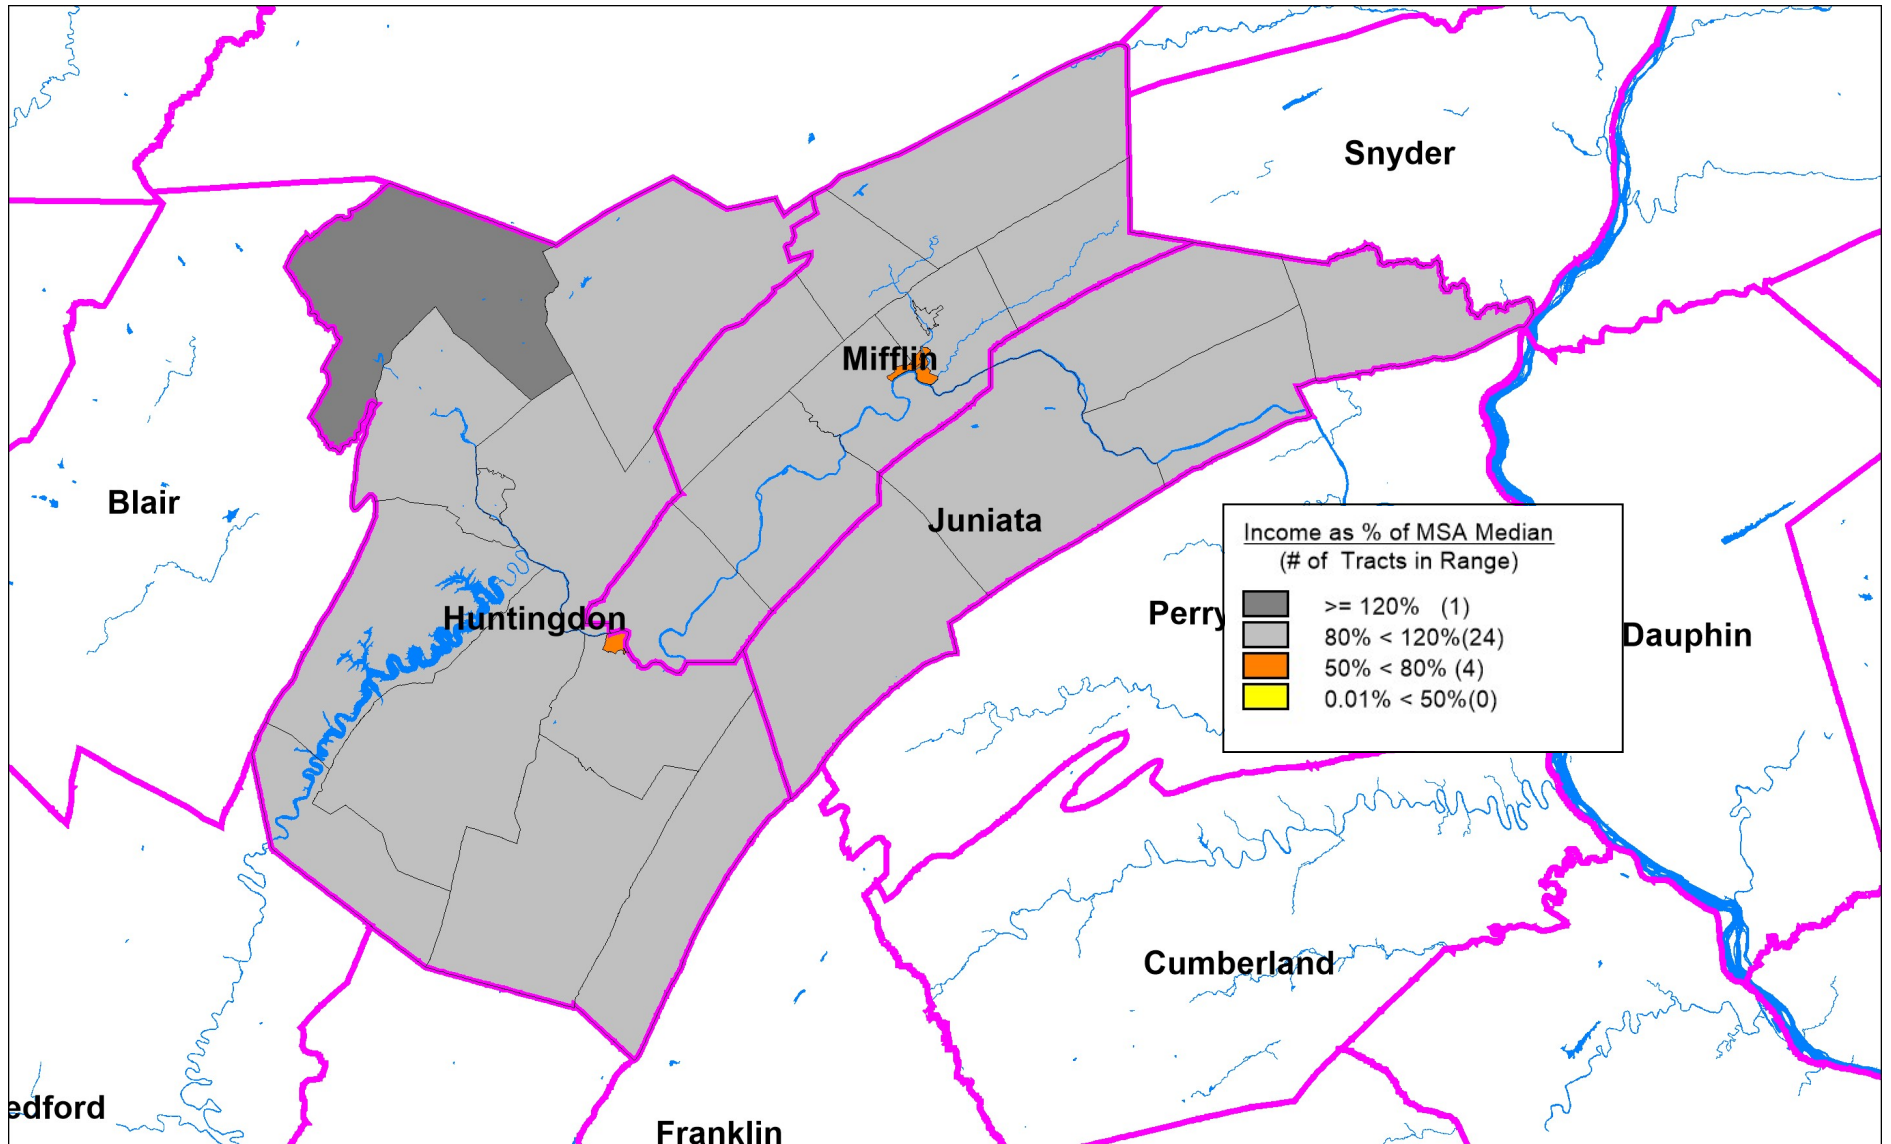 Snyder
Mifflin
Blair
Juniata
Income as % of MSA Median
(# of Tracts in Range)
>= 120% (1)
80% < 120%(24)
50% < 80% (4)
0.01% < 50%(0)
Huntingdon
Perry
Dauphin
Cumberland
edford
Franklin